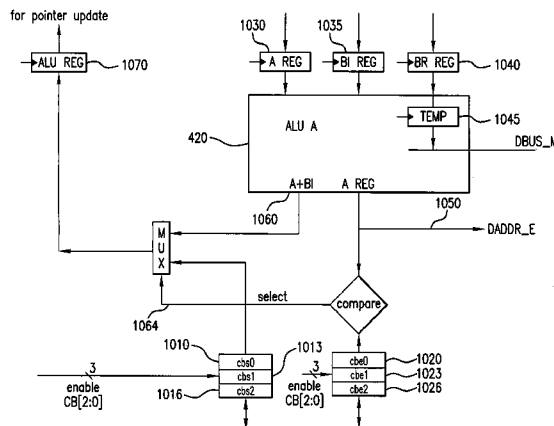 for pointer update
1030
1035
ALU REG
1070
A REG
BI REG
BR REG
1040
TEMP
1045
ALU A
420
DBUS_M
A+BI
A REG
1060
1050
DADDR_E
M
U
X
select
compare
1064
1010
cbs0
1013
cbe0
1020
3
cbs1
3
cbe1
1023
enable
CB[2:0]
1016
cbs2
enable
CB[2:0]
cbe2
1026